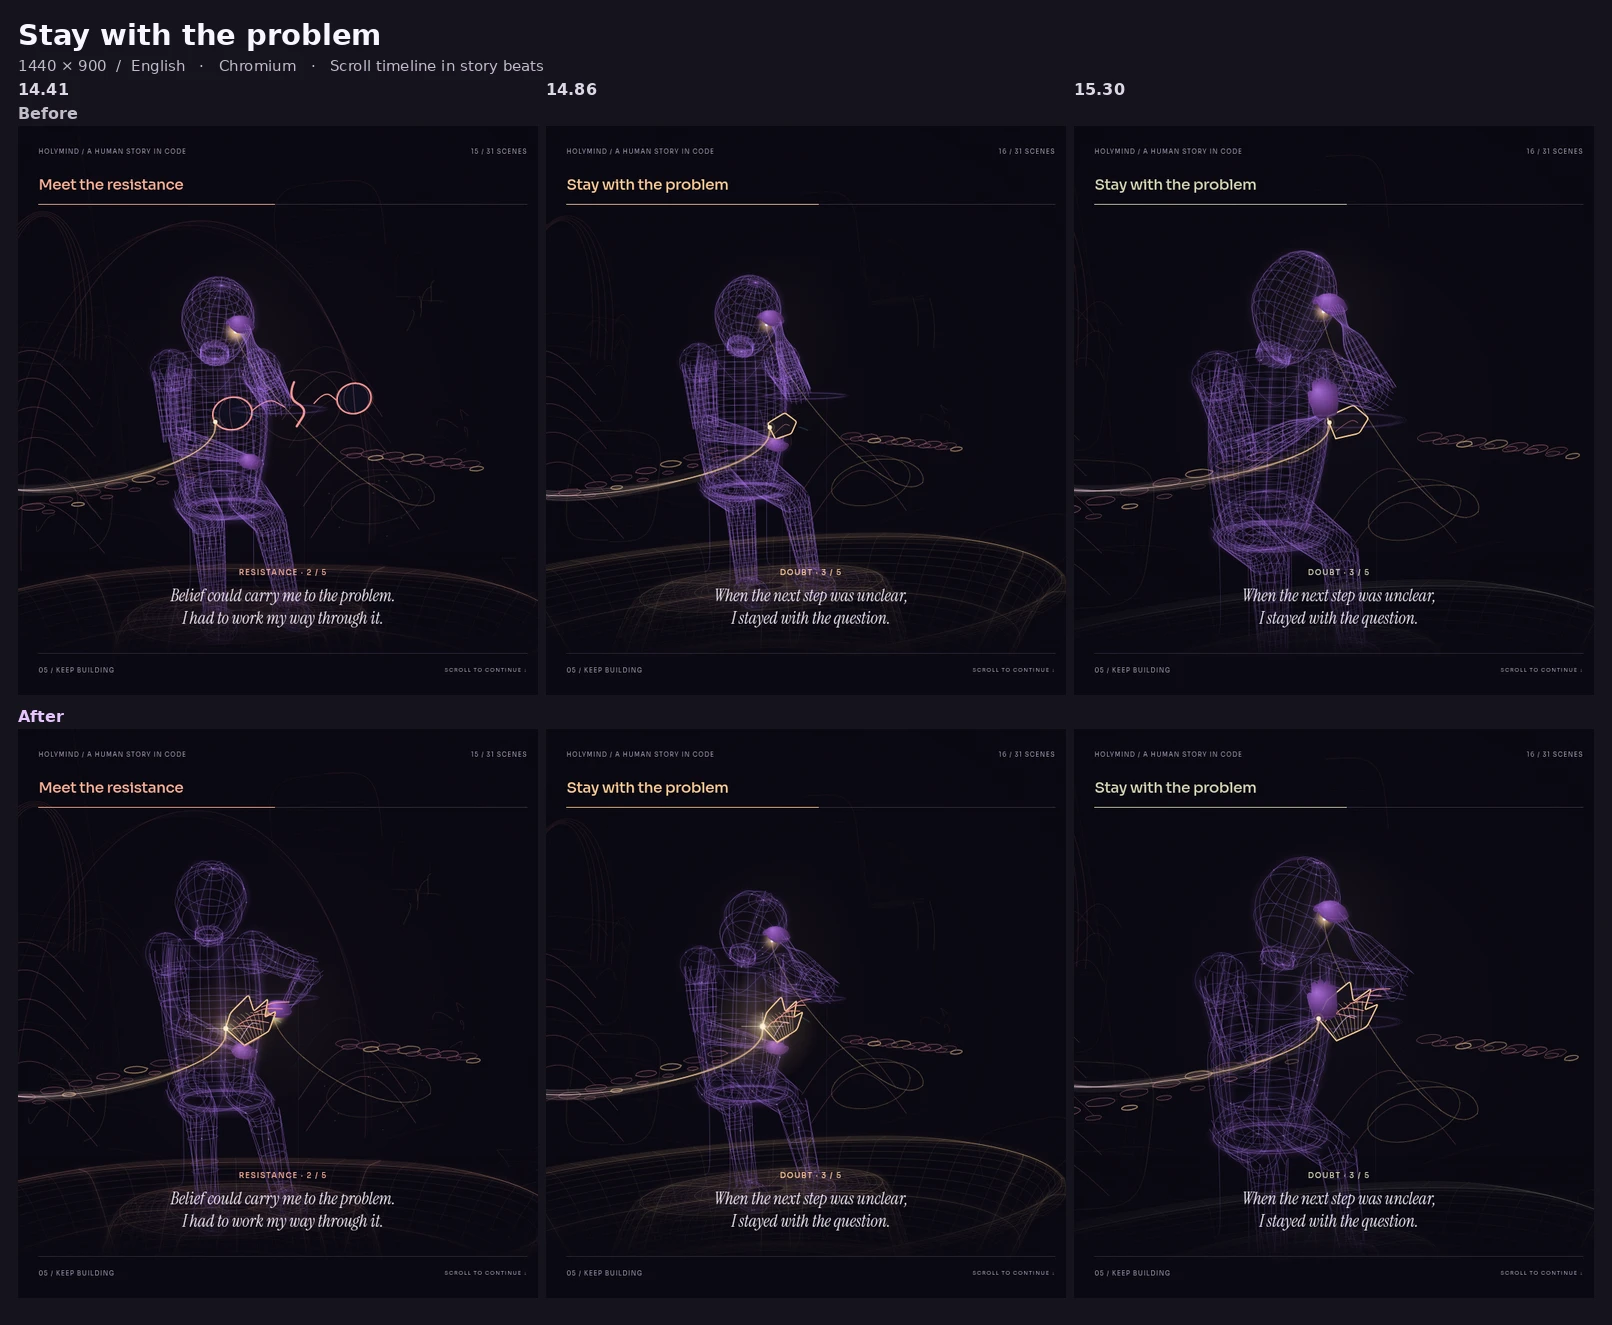 Stay with the problem
1440 × 900 / English · Chromium · Scroll timeline in story beats
14.41
14.86
15.30
Before
HOLYMIND / A HUMAN STORY IN CODE
15 / 31 SCENES
Meet the resistance
RESISTANCE · 2 / 5
Belief could carry me to the problem.
I had to work my way through it.
05 / KEEP BUILDING
SCROLL TO CONTINUE ↓
HOLYMIND / A HUMAN STORY IN CODE
16 / 31 SCENES
Stay with the problem
DOUBT · 3 / 5
When the next step was unclear,
I stayed with the question.
05 / KEEP BUILDING
SCROLL TO CONTINUE ↓
HOLYMIND / A HUMAN STORY IN CODE
16 / 31 SCENES
Stay with the problem
DOUBT · 3 / 5
When the next step was unclear,
I stayed with the question.
05 / KEEP BUILDING
SCROLL TO CONTINUE ↓
After
HOLYMIND / A HUMAN STORY IN CODE
15 / 31 SCENES
Meet the resistance
RESISTANCE · 2 / 5
Belief could carry me to the problem.
I had to work my way through it.
05 / KEEP BUILDING
SCROLL TO CONTINUE ↓
HOLYMIND / A HUMAN STORY IN CODE
16 / 31 SCENES
Stay with the problem
DOUBT · 3 / 5
When the next step was unclear,
I stayed with the question.
05 / KEEP BUILDING
SCROLL TO CONTINUE ↓
HOLYMIND / A HUMAN STORY IN CODE
16 / 31 SCENES
Stay with the problem
DOUBT · 3 / 5
When the next step was unclear,
I stayed with the question.
05 / KEEP BUILDING
SCROLL TO CONTINUE ↓